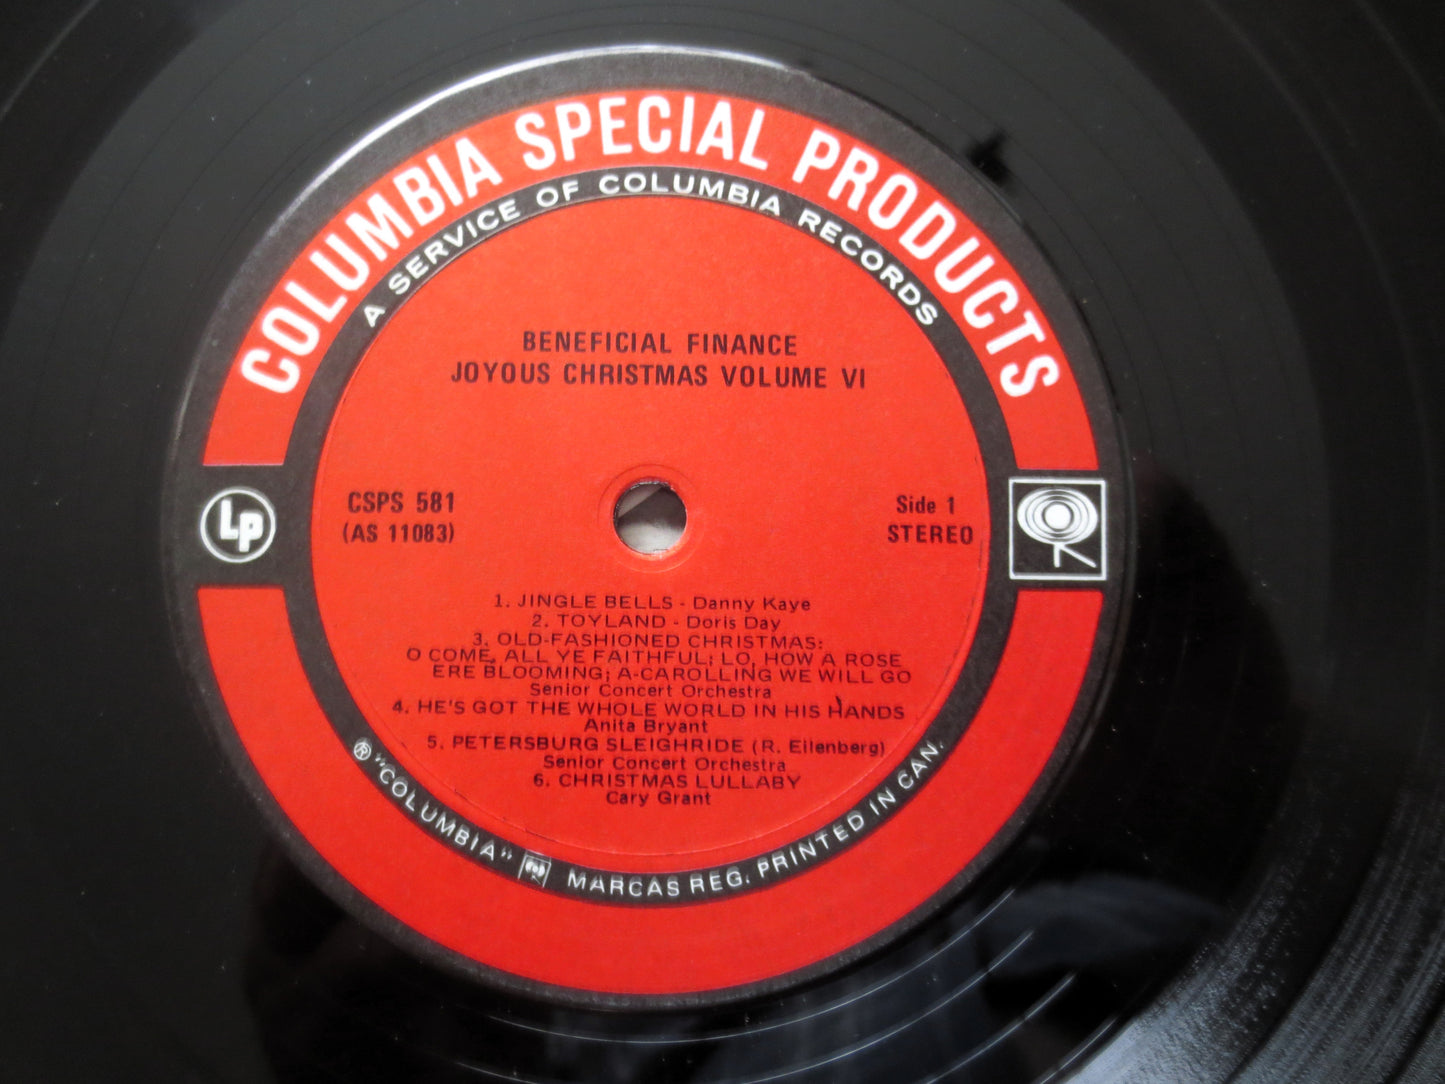 COLUMBIA SPECIAL PRODUCTS
A SERVICE OF COLUMBIA RECORDS
BENEFICIAL FINANCE
JOYOUS CHRISTMAS VOLUME VI
LP
CSPS 581
(AS 11083)
Side 1
STEREO
1. JINGLE BELLS - Danny Kaye
2. TOYLAND - Doris Day
3. OLD-FASHIONED CHRISTMAS:
O COME, ALL YE FAITHFUL; LO, HOW A ROSE
ERE BLOOMING; A-CAROLLING WE WILL GO
Senior Concert Orchestra
4. HE'S GOT THE WHOLE WORLD IN HIS HANDS
Anita Bryant
5. PETERSBURG SLEIGHRIDE (R. Eilenberg)
Senior Concert Orchestra
6. CHRISTMAS LULLABY
Cary Grant
® "COLUMBIA" MARCAS REG. PRINTED IN CAN.